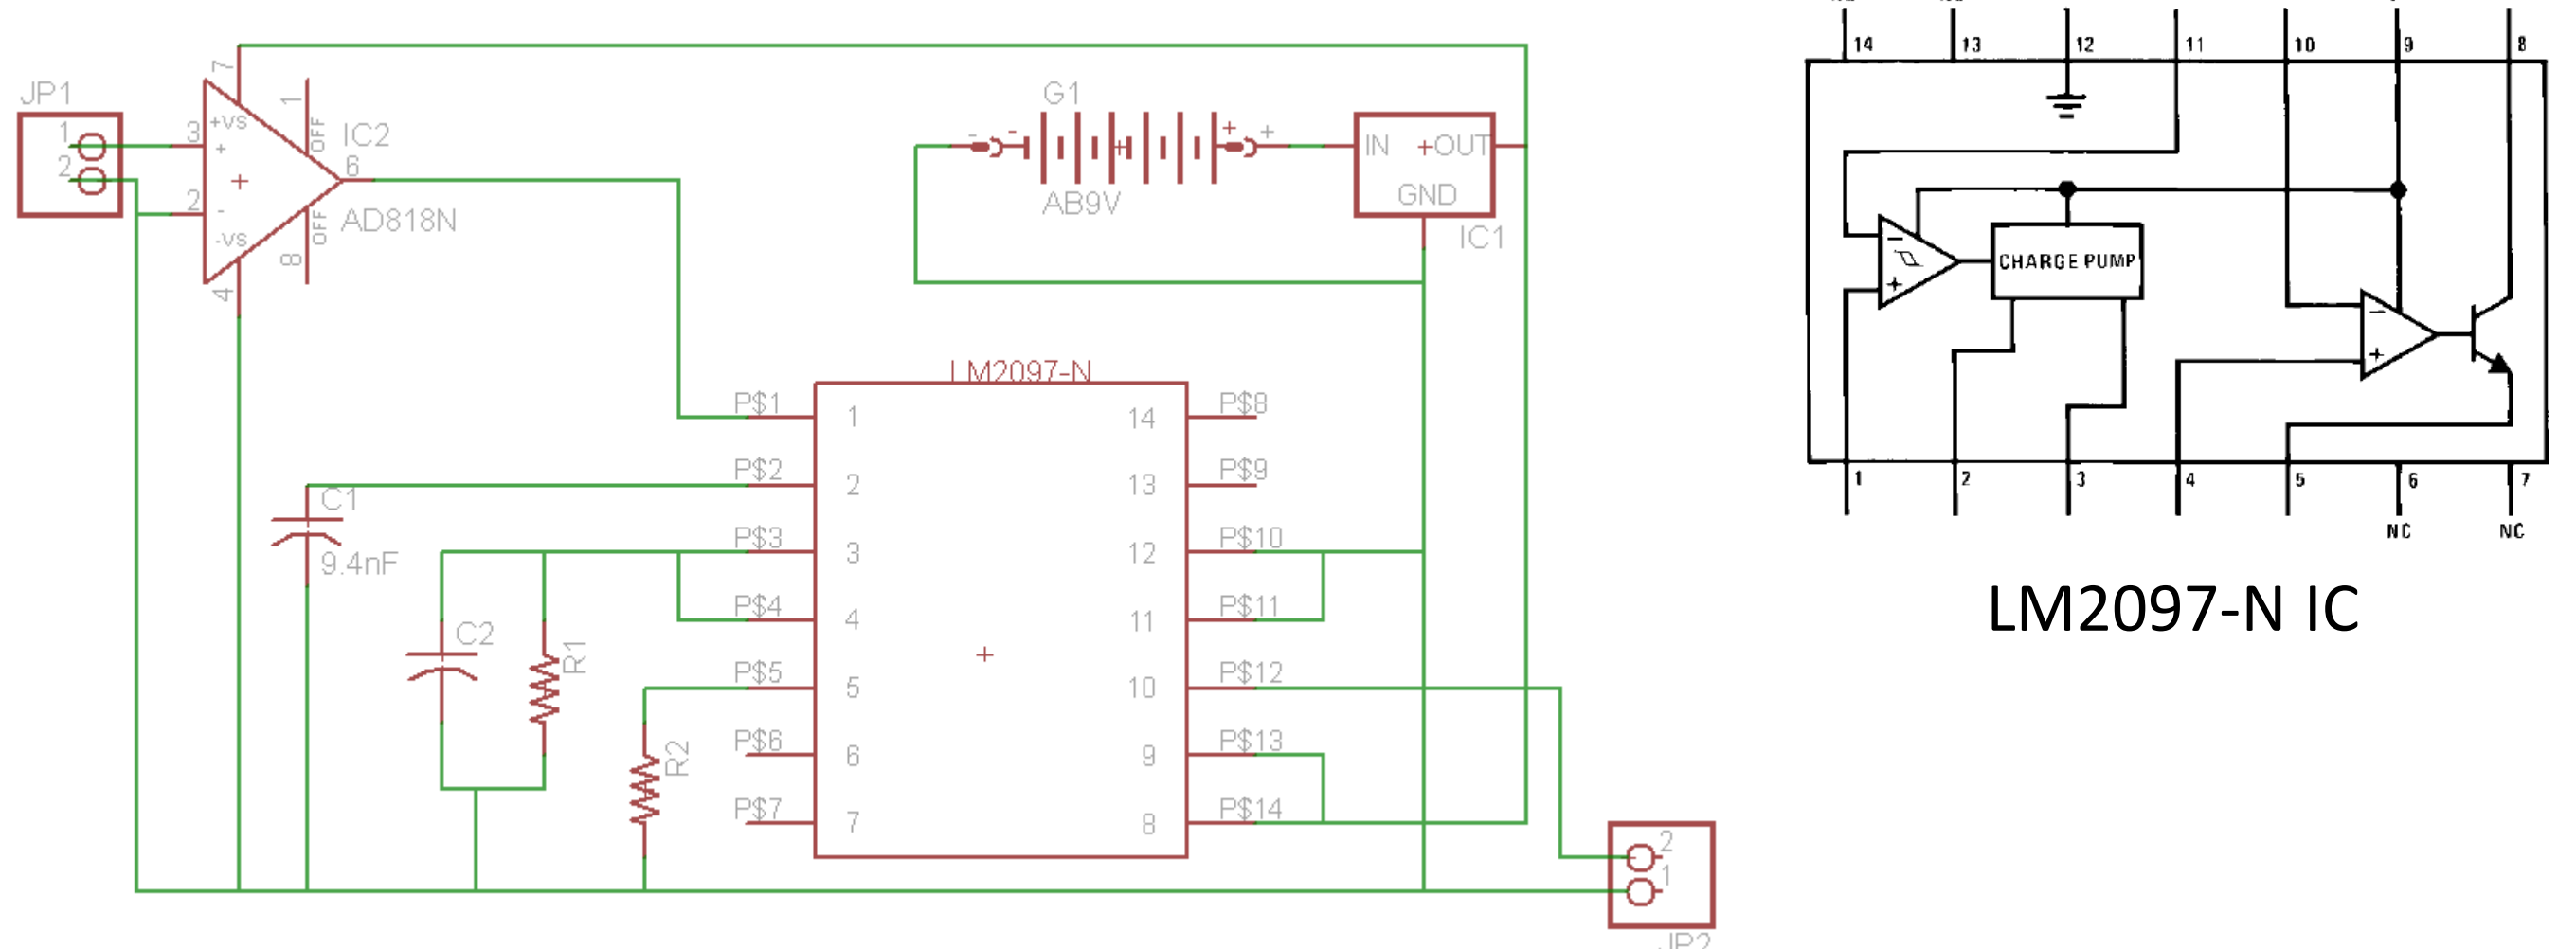 JP1
1
2
7
1
OFF
3
+VS
+
IC2
6
+
2
-
-VS
OFF
AD818N
4
8
G1
-
-
+
+
+
AB9V
IN
+OUT
GND
IC1
LM2097-N
P$1
1
14
P$8
P$2
2
13
P$9
C1
9.4nF
P$3
3
12
P$10
P$4
4
11
P$11
C2
R1
+
P$5
5
10
P$12
P$6
6
9
P$13
R2
P$7
7
8
P$14
2
1
JP2
14
13
12
11
10
9
8
-
+
CHARGE PUMP
-
+
1
2
3
4
5
6
7
NC
NC
LM2097-N IC